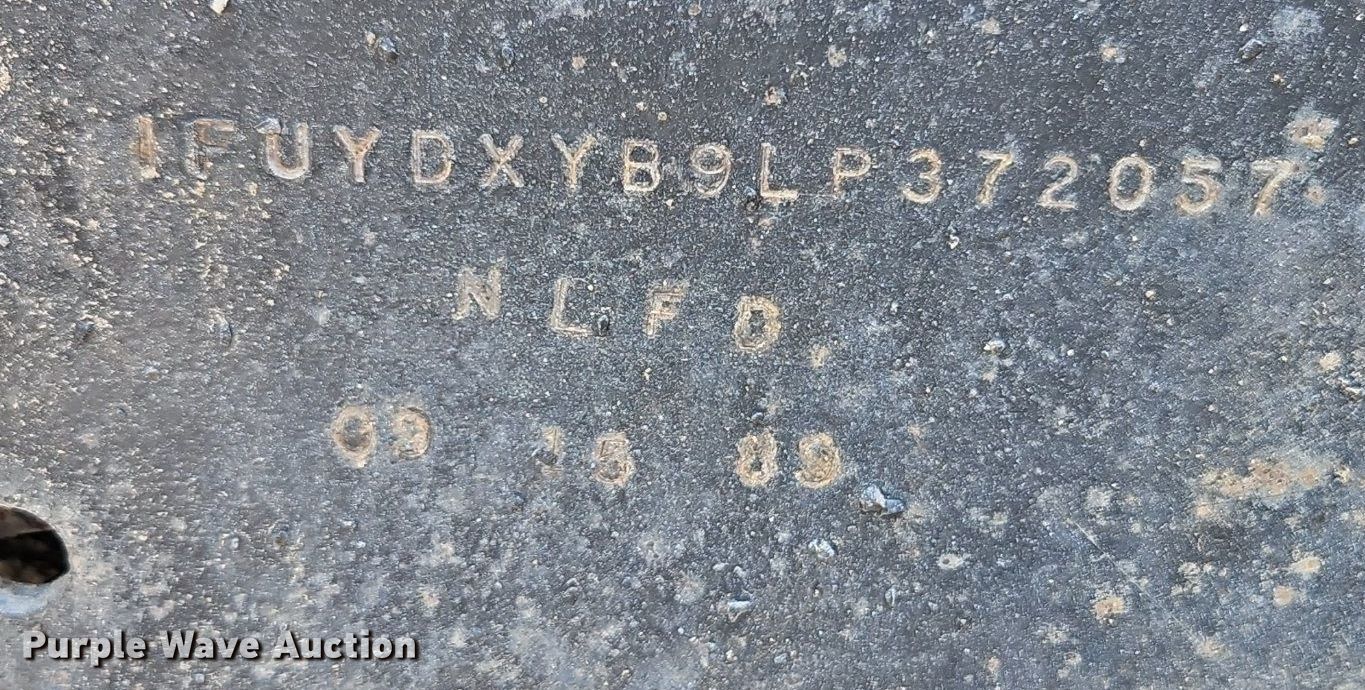 1FUYDXYB9LP372057
NLFD.
09 15 89
Purple Wave Auction